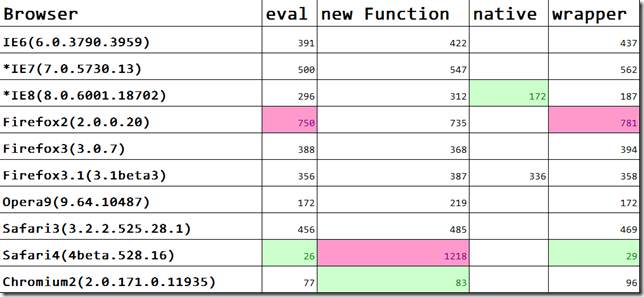 Browser eval new Function native wrapper
IE6(6.0.3790.3959) 391 422 437
*IE7(7.0.5730.13) 500 547 562
*IE8(8.0.6001.18702) 296 312 172 187
Firefox2(2.0.0.20) 750 735 781
Firefox3(3.0.7) 388 368 394
Firefox3.1(3.1beta3) 356 387 336 358
Opera9(9.64.10487) 172 219 172
Safari3(3.2.2.525.28.1) 456 485 469
Safari4(4beta.528.16) 26 1218 29
Chromium2(2.0.171.0.11935) 77 83 96